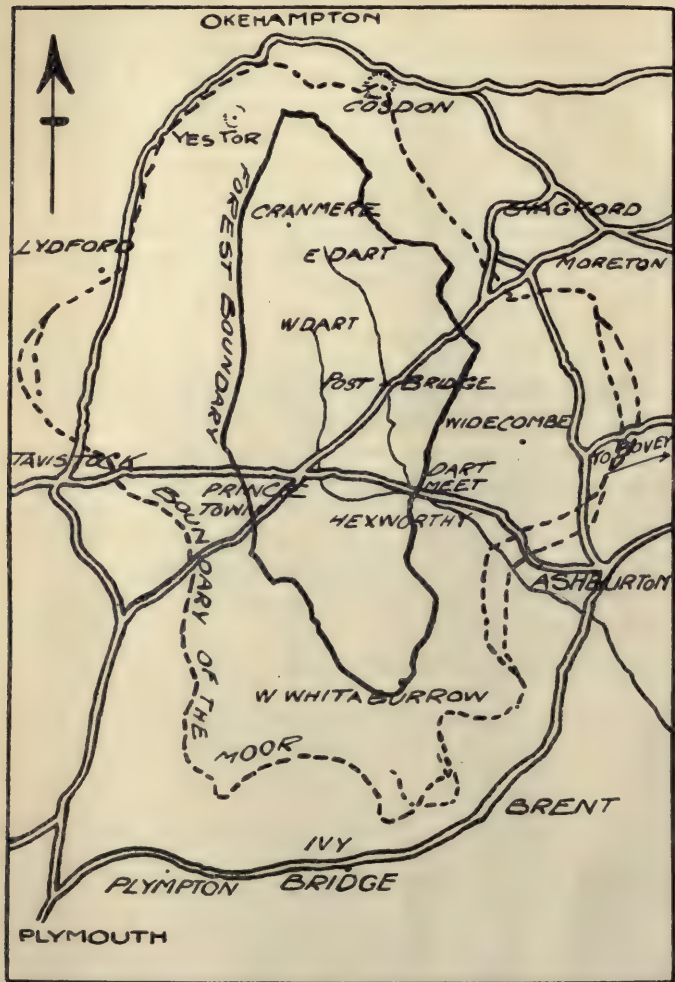 OKEHAMPTON
COSDON
YES TOR
FOREST BOUNDARY
CRANMERE
CHAGFORD
LYDFORD
E DART
MORETON
W DART
POST BRIDGE
WIDECOMBE
TAVISTOCK
TO BOVEY
PRINCE
TOWN
DART
MEET
HEXWORTHY
BOUNDARY OF THE
MOOR
ASHBURTON
W WHITABURROW
BRENT
IVY
BRIDGE
PLYMPTON
PLYMOUTH